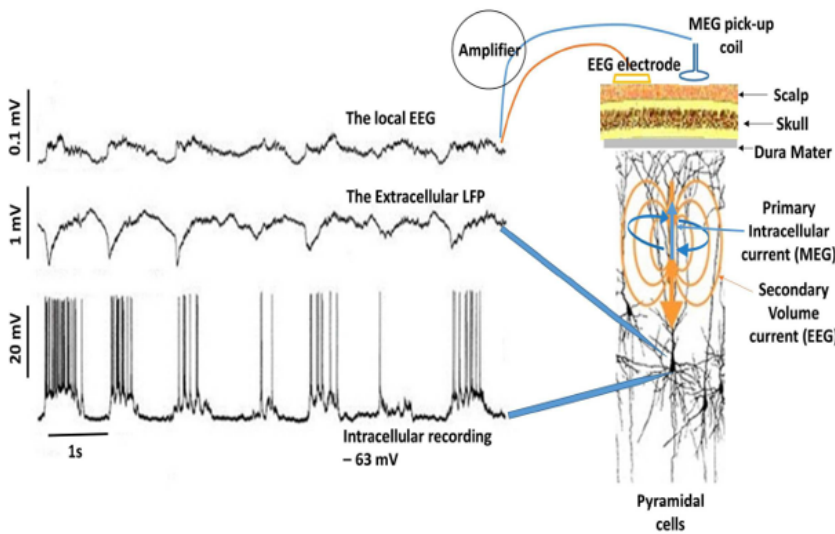 MEG pick-up
coil
Amplifier
EEG electrode
0.1 mV
The local EEG
Scalp
Skull
Dura Mater
1 mV
The Extracellular LFP
Primary
Intracellular
current (MEG)
Secondary
Volume
current (EEG)
20 mV
Intracellular recording
– 63 mV
1s
Pyramidal
cells